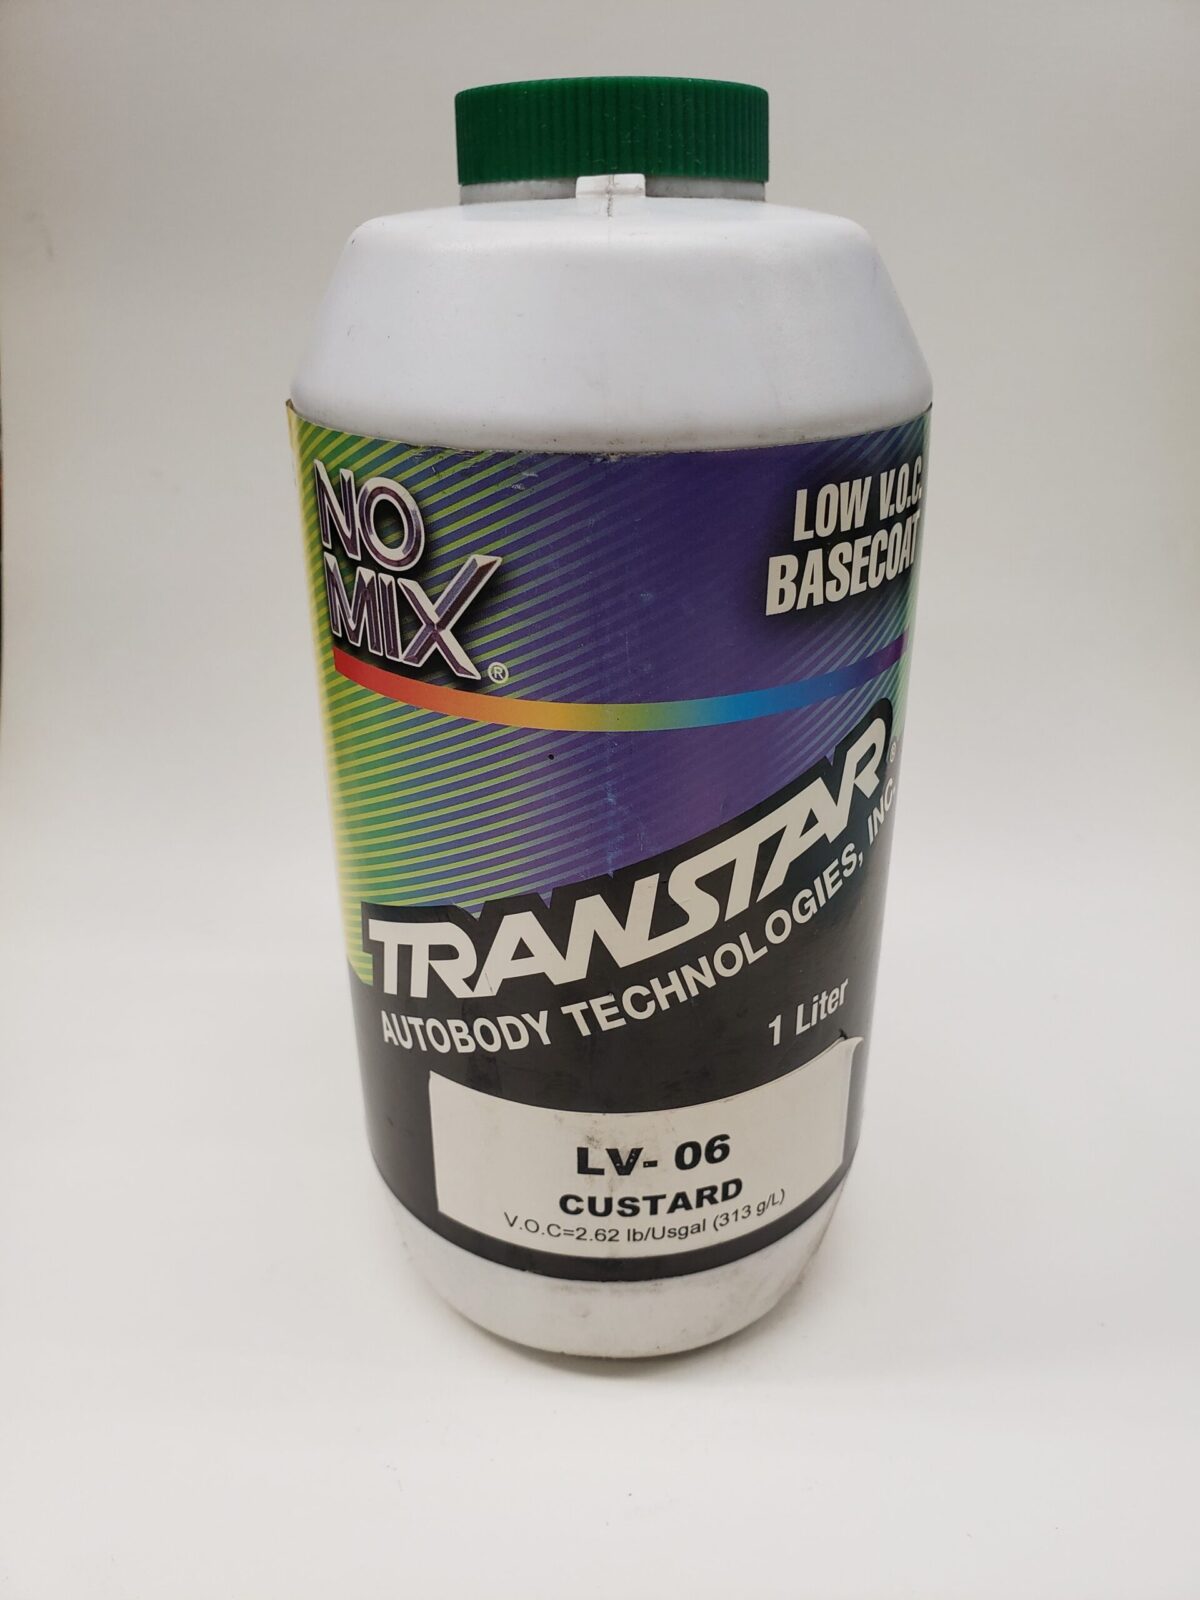 NO
MIX®
LOW V.O.C.
BASECOAT
TRANSTAR®
AUTOBODY TECHNOLOGIES, INC.
1 Liter
LV- 06
CUSTARD
V.O.C=2.62 lb/Usgal (313 g/L)